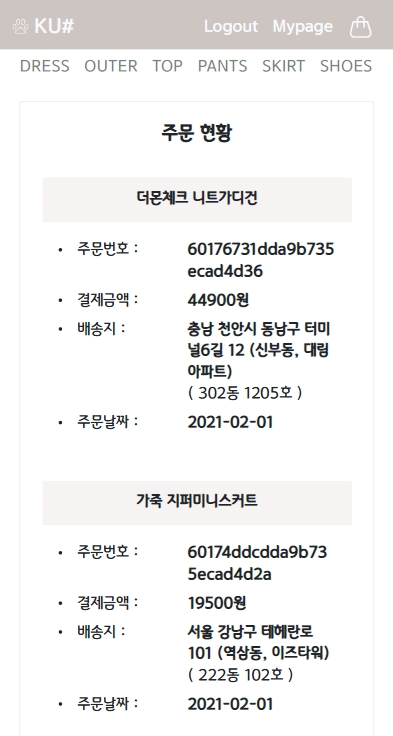 KU# Logout Mypage
DRESS OUTER TOP PANTS SKIRT SHOES
주문 현황
더몬체크 니트가디건
• 주문번호 : 60176731dda9b735
ecad4d36
• 결제금액 : 44900원
• 배송지 : 충남 천안시 동남구 터미
널6길 12 (신부동, 대림
아파트)
( 302동 1205호 )
• 주문날짜 : 2021-02-01
가죽 지퍼미니스커트
• 주문번호 : 60174ddcdda9b73
5ecad4d2a
• 결제금액 : 19500원
• 배송지 : 서울 강남구 테헤란로
101 (역삼동, 이즈타워)
( 222동 102호 )
• 주문날짜 : 2021-02-01